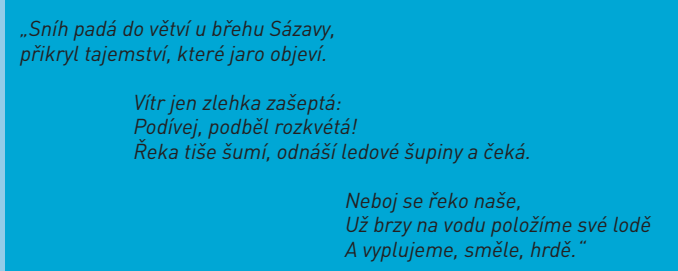 „Sníh padá do větví u břehu Sázavy,
přikryl tajemství, které jaro objeví.
Vítr jen zlehka zašeptá:
Podívej, podběl rozkvétá!
Řeka tiše šumí, odnáší ledové šupiny a čeká.
Neboj se řeko naše,
Už brzy na vodu položíme své lodě
A vyplujeme, směle, hrdě.“